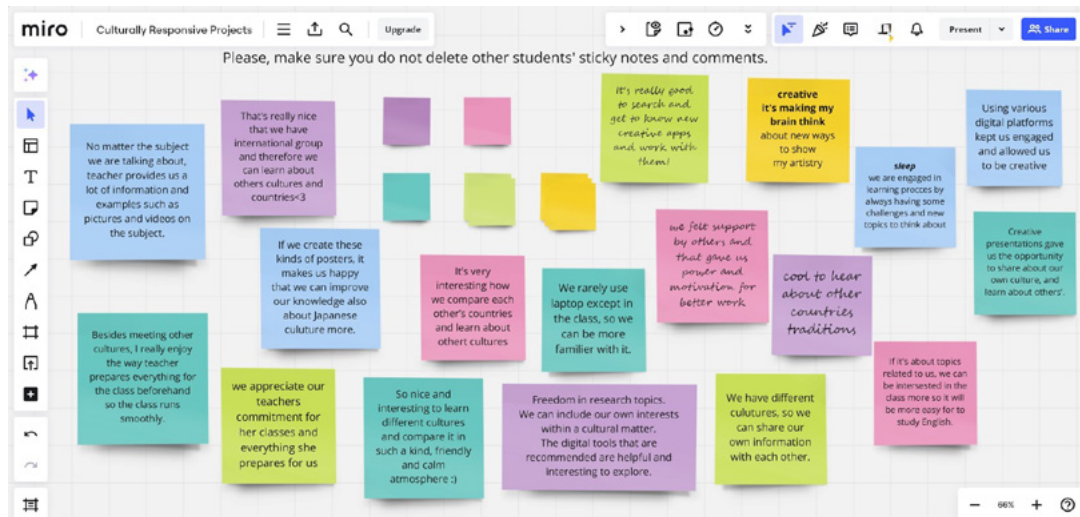 miro
Culturally Responsive Projects
Upgrade
Present
Share
Please, make sure you do not delete other students' sticky notes and comments.
No matter the subject
we are talking about,
teacher provides us a
lot of information and
examples such as
pictures and videos on
the subject.
That's really nice
that we have
international group
and therefore we
can learn about
others cultures and
countries<3
It's really good
to search and
get to know new
creative apps
and work with
them!
creative
it's making my
brain think
about new ways
to show
my artistry
Using various
digital platforms
kept us engaged
and allowed us
to be creative
sleep
we are engaged in
learning procces by
always having some
challenges and new
topics to think about
If we create these
kinds of posters, it
makes us happy
that we can improve
our knowledge also
about Japanese
culuture more.
It's very
interesting how
we compare each
other's countries
and learn about
othert cultures
We rarely use
laptop except in
the class, so we
can be more
familier with it.
we felt support
by others and
that gave us
power and
motivation for
better work
cool to hear
about other
countries
traditions
Creative
presentations gave
us the opportunity
to share about our
own culture, and
learn about others'.
Besides meeting other
cultures, I really enjoy
the way teacher
prepares everything for
the class beforehand
so the class runs
smoothly.
we appreciate our
teachers
commitment for
her classes and
everything she
prepares for us
So nice and
interesting to learn
different cultures
and compare it in
such a kind, friendly
and calm
atmosphere :)
Freedom in research topics.
We can include our own interests
within a cultural matter.
The digital tools that are
recommended are helpful and
interesting to explore.
We have different
culutures, so we
can share our
own information
with each other.
If it's about topics
related to us, we can
be intersested in the
class more so it will
be more easy for to
study English.
66%